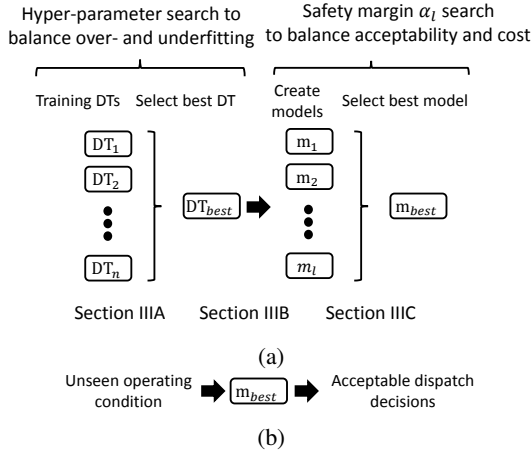 Hyper-parameter search to
balance over- and underfitting
Safety margin α_l search
to balance acceptability and cost
Training DTs
Select best DT
Create
models
Select best model
DT_1
DT_2
DT_n
DT_best
m_1
m_2
m_l
m_best
Section IIIA
Section IIIB
Section IIIC
(a)
Unseen operating
condition
m_best
Acceptable dispatch
decisions
(b)